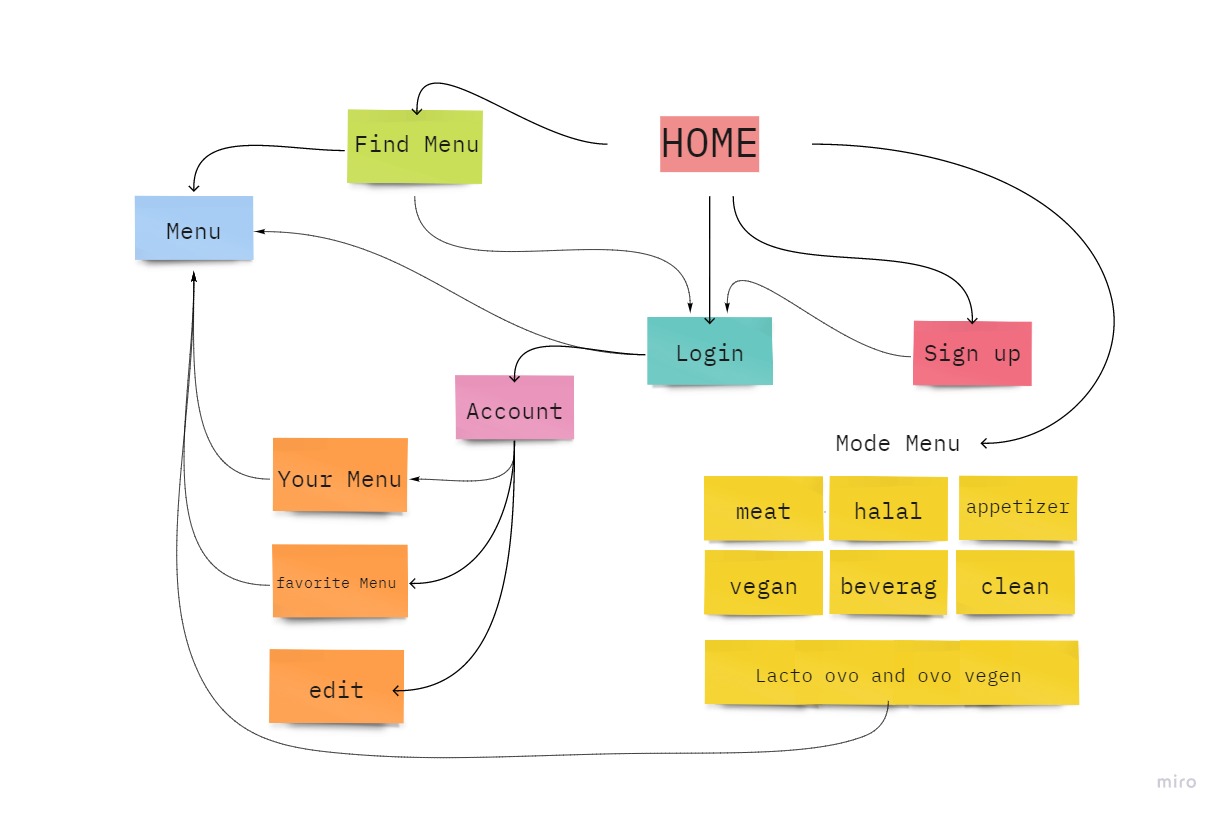 HOME
Find Menu
Menu
Login
Sign up
Account
Your Menu
favorite Menu
edit
Mode Menu
meat
halal
appetizer
vegan
beverag
clean
Lacto ovo and ovo vegen
miro